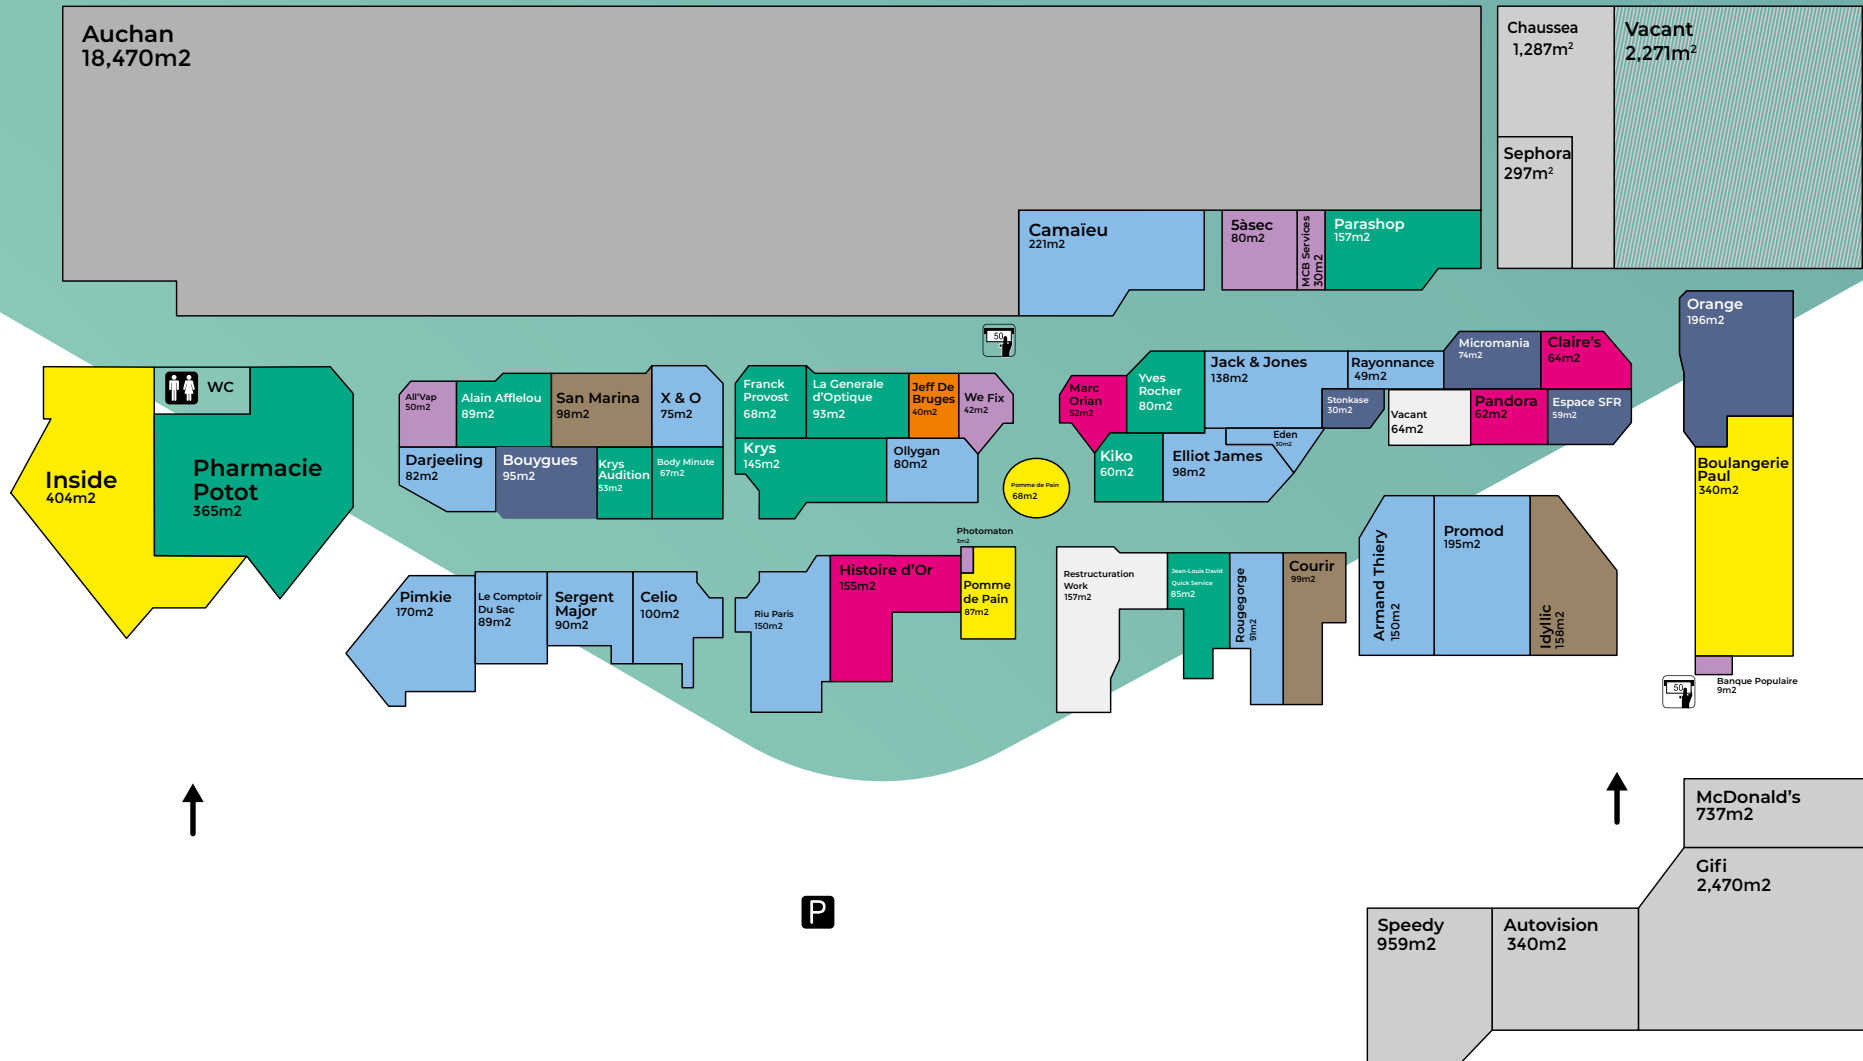 Auchan
18,470m2
Chaussea
1,287m²
Vacant
2,271m²
Sephora
297m²
Camaïeu
221m2
5àsec
80m2
MCB Services
30m2
Parashop
157m2
Orange
196m2
50
WC
Inside
404m2
Pharmacie
Potot
365m2
All'Vap
50m2
Alain Afflelou
89m2
San Marina
98m2
X & O
75m2
Darjeeling
82m2
Bouygues
95m2
Krys
Audition
53m2
Body Minute
67m2
Franck
Provost
68m2
La Generale
d'Optique
93m2
Jeff De
Bruges
40m2
We Fix
42m2
Krys
145m2
Ollygan
80m2
Pomme de Pain
68m2
Marc
Orian
52m2
Yves
Rocher
80m2
Jack & Jones
138m2
Rayonnance
49m2
Micromania
74m2
Claire's
64m2
Stonkase
30m2
Vacant
64m2
Pandora
62m2
Espace SFR
59m2
Kiko
60m2
Elliot James
98m2
Eden
30m2
Boulangerie
Paul
340m2
Pimkie
170m2
Le Comptoir
Du Sac
89m2
Sergent
Major
90m2
Celio
100m2
Riu Paris
150m2
Histoire d'Or
155m2
Photomaton
3m2
Pomme
de Pain
87m2
Restructuration
Work
157m2
Jean-Louis David
Quick Service
85m2
Rougegorge
91m2
Courir
99m2
Armand Thiery
150m2
Promod
195m2
Idyllic
158m2
50
Banque Populaire
9m2
P
McDonald's
737m2
Gifi
2,470m2
Speedy
959m2
Autovision
340m2